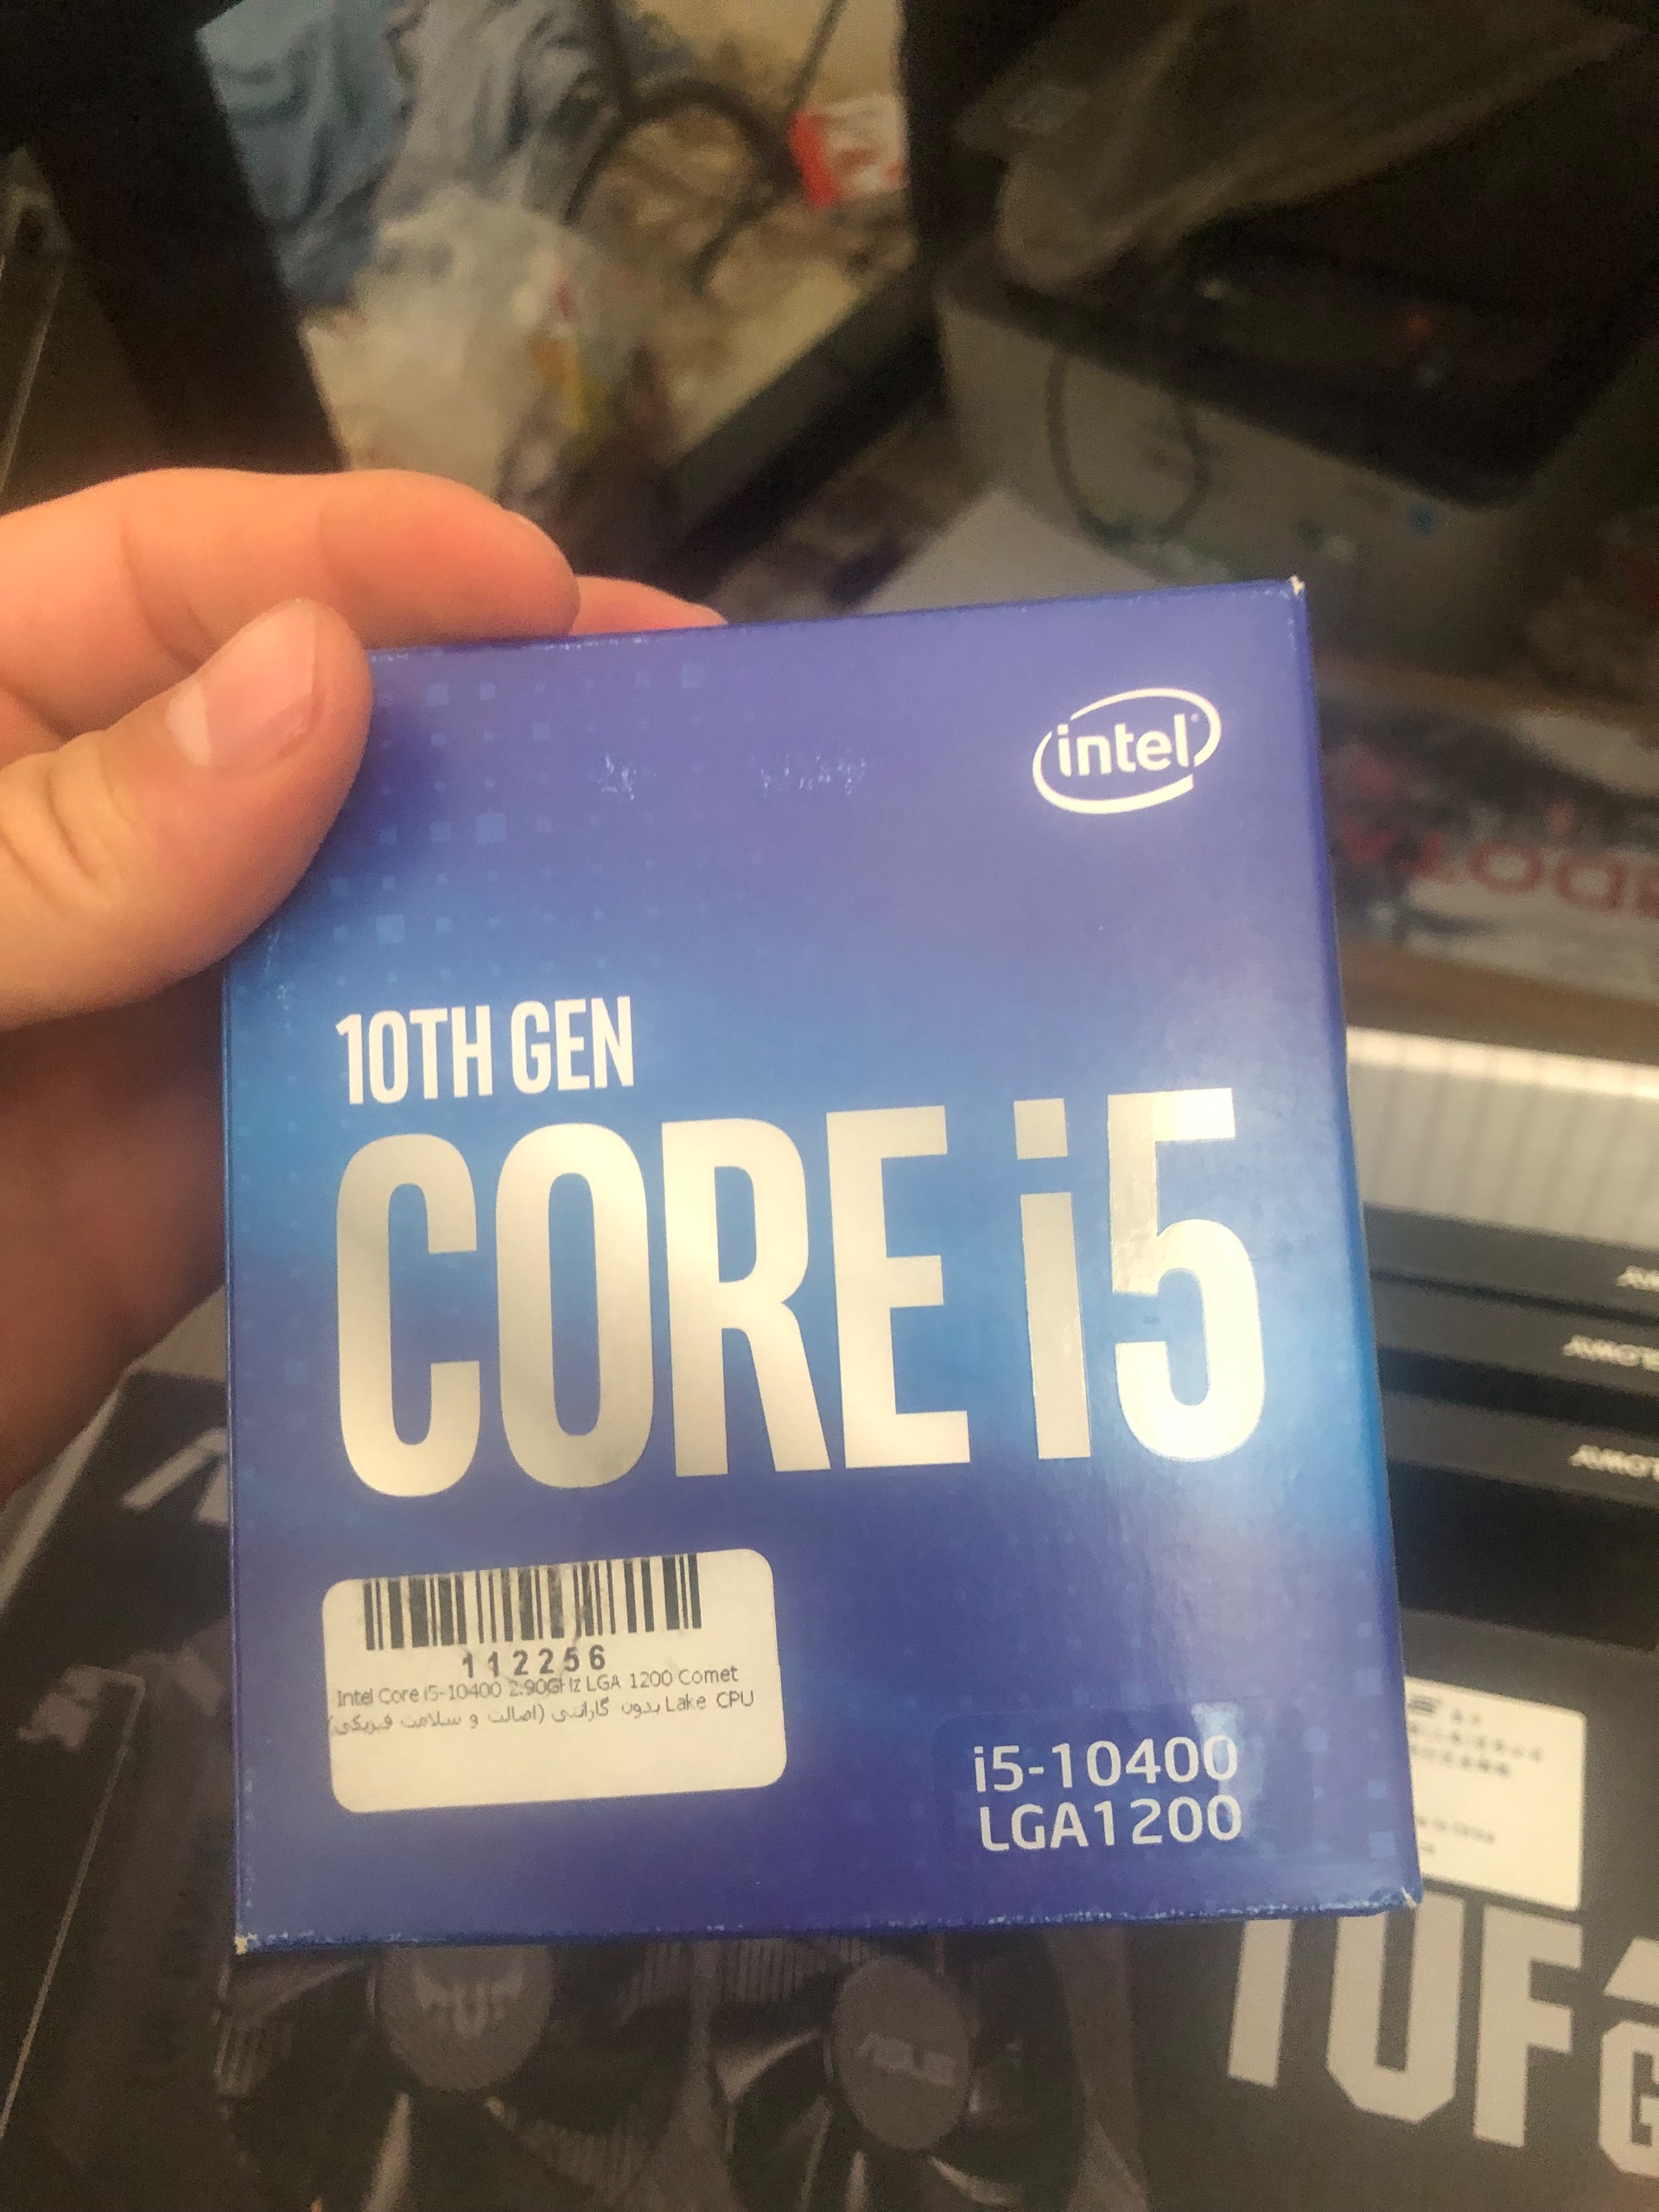 intel
10TH GEN
CORE i5
112256
Intel Core i5-10400 2.90GHz LGA 1200 Comet
Lake CPU بدون گارانتی (اصالت و سلامت فیزیکی)
i5-10400
LGA1200
ASUS
TUF